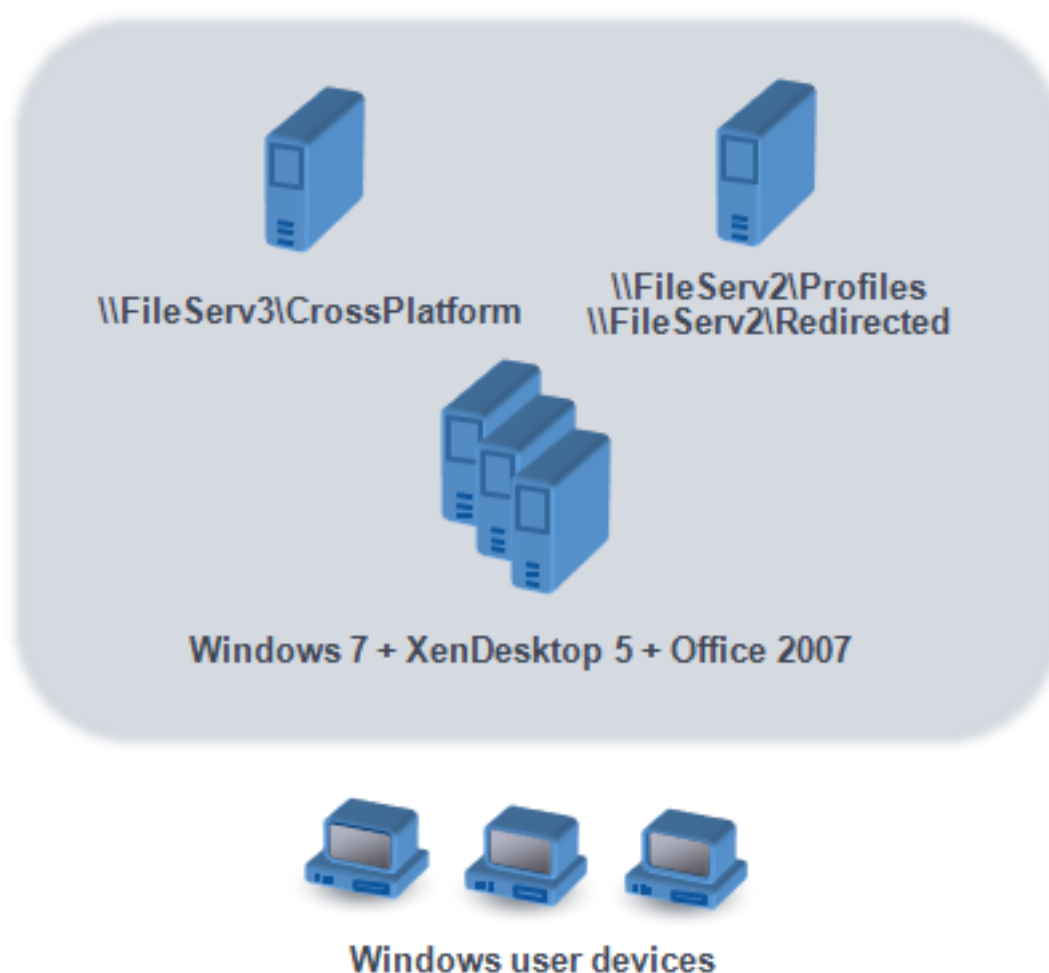 \\FileServ3\CrossPlatform
\\FileServ2\Profiles
\\FileServ2\Redirected
Windows 7 + XenDesktop 5 + Office 2007
Windows user devices